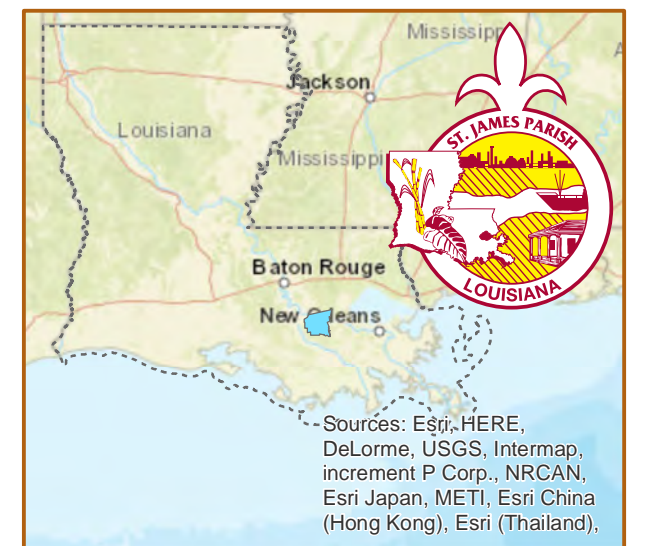 Mississipp
Jackson
Louisiana
Mississippi
ST. JAMES PARISH
LOUISIANA
Baton Rouge
New Orleans
Sources: Esri, HERE,
DeLorme, USGS, Intermap,
increment P Corp., NRCAN,
Esri Japan, METI, Esri China
(Hong Kong), Esri (Thailand),